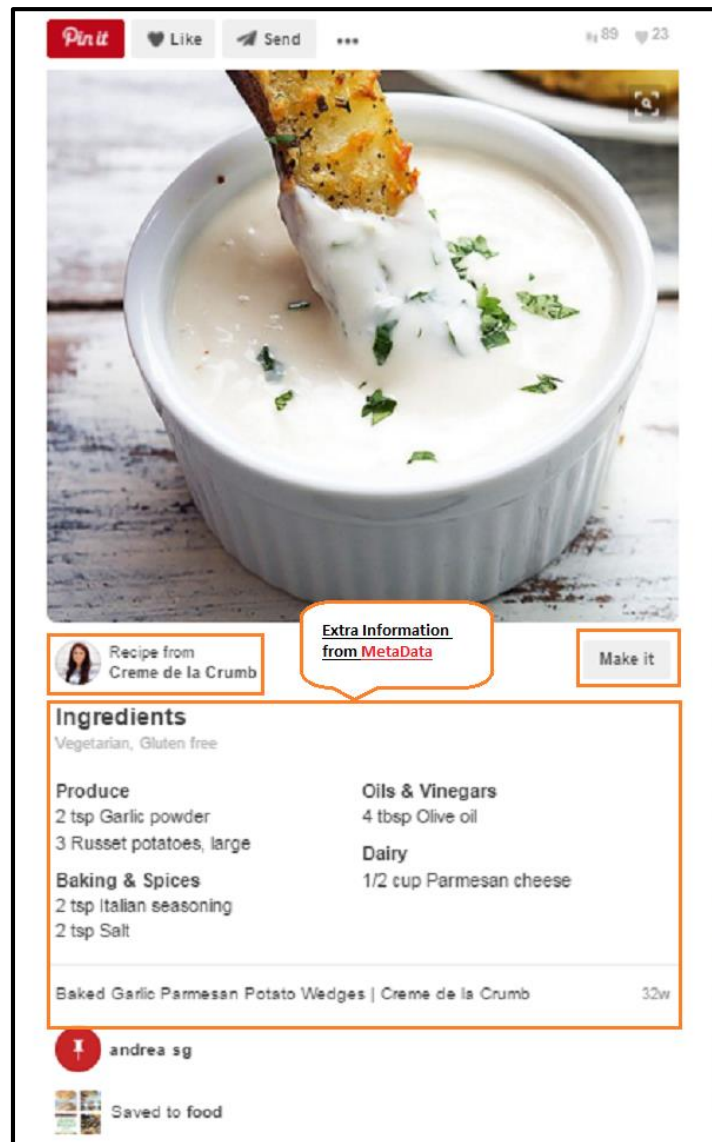 Pin it Like Send ••• 89 23
Extra Information
from MetaData
Recipe from
Creme de la Crumb
Make it
Ingredients
Vegetarian, Gluten free
Produce
2 tsp Garlic powder
3 Russet potatoes, large
Baking & Spices
2 tsp Italian seasoning
2 tsp Salt
Oils & Vinegars
4 tbsp Olive oil
Dairy
1/2 cup Parmesan cheese
Baked Garlic Parmesan Potato Wedges | Creme de la Crumb 32w
andrea sg
Saved to food